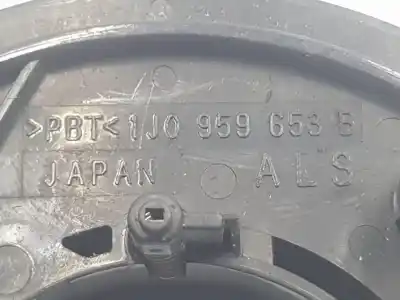 >PBT< 1J0 959 653 B
JAPAN ALS